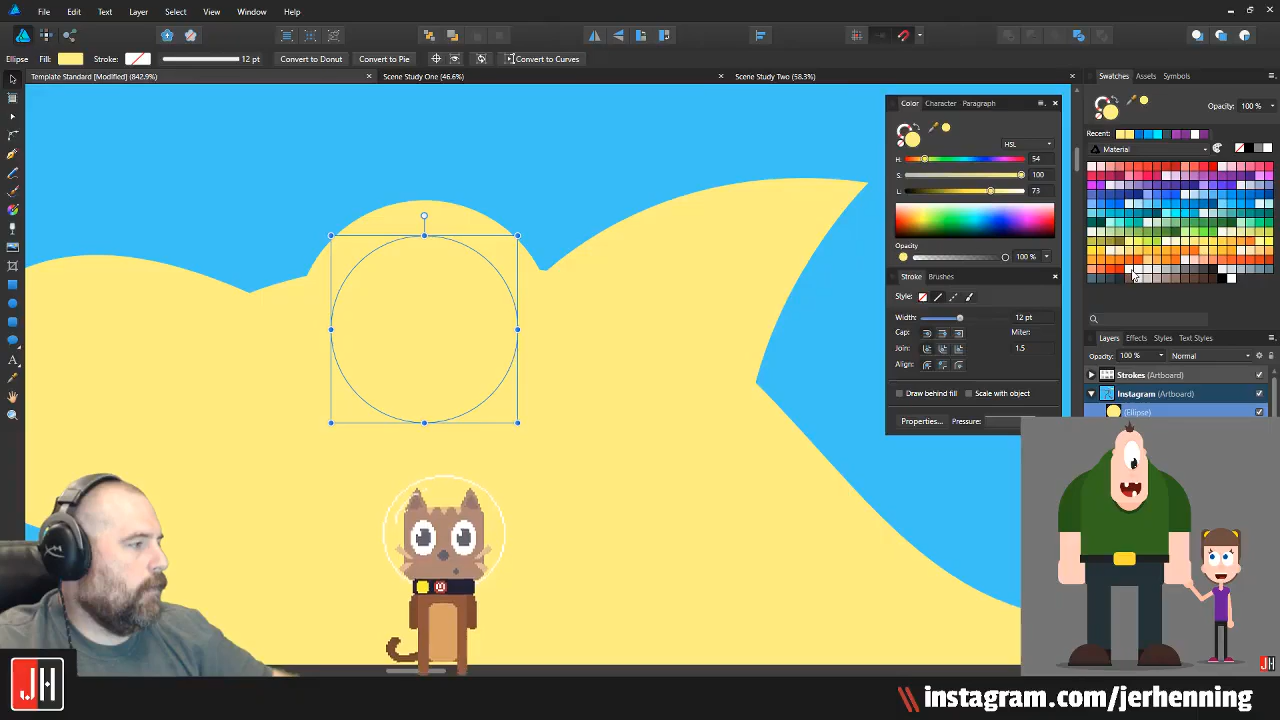 File Edit Text Layer Select View Window Help
Ellipse Fill: Stroke: 12 pt Convert to Donut Convert to Pie Convert to Curves
Template Standard [Modified] (842.9%) Scene Study One (46.6%) Scene Study Two (58.3%)
Swatches Assets Symbols
Opacity: 100 %
Recent:
Material
Color Character Paragraph
HSL
H: 54
S: 100
L: 73
Opacity
100 %
Stroke Brushes
Style:
Width: 12 pt
Cap: Miter:
Join: 1.5
Align:
Draw behind fill Scale with object
Properties... Pressure:
Layers Effects Styles Text Styles
Opacity: 100 % Normal
Strokes (Artboard)
Instagram (Artboard)
(Ellipse)
JH
JH
instagram.com/jerhenning